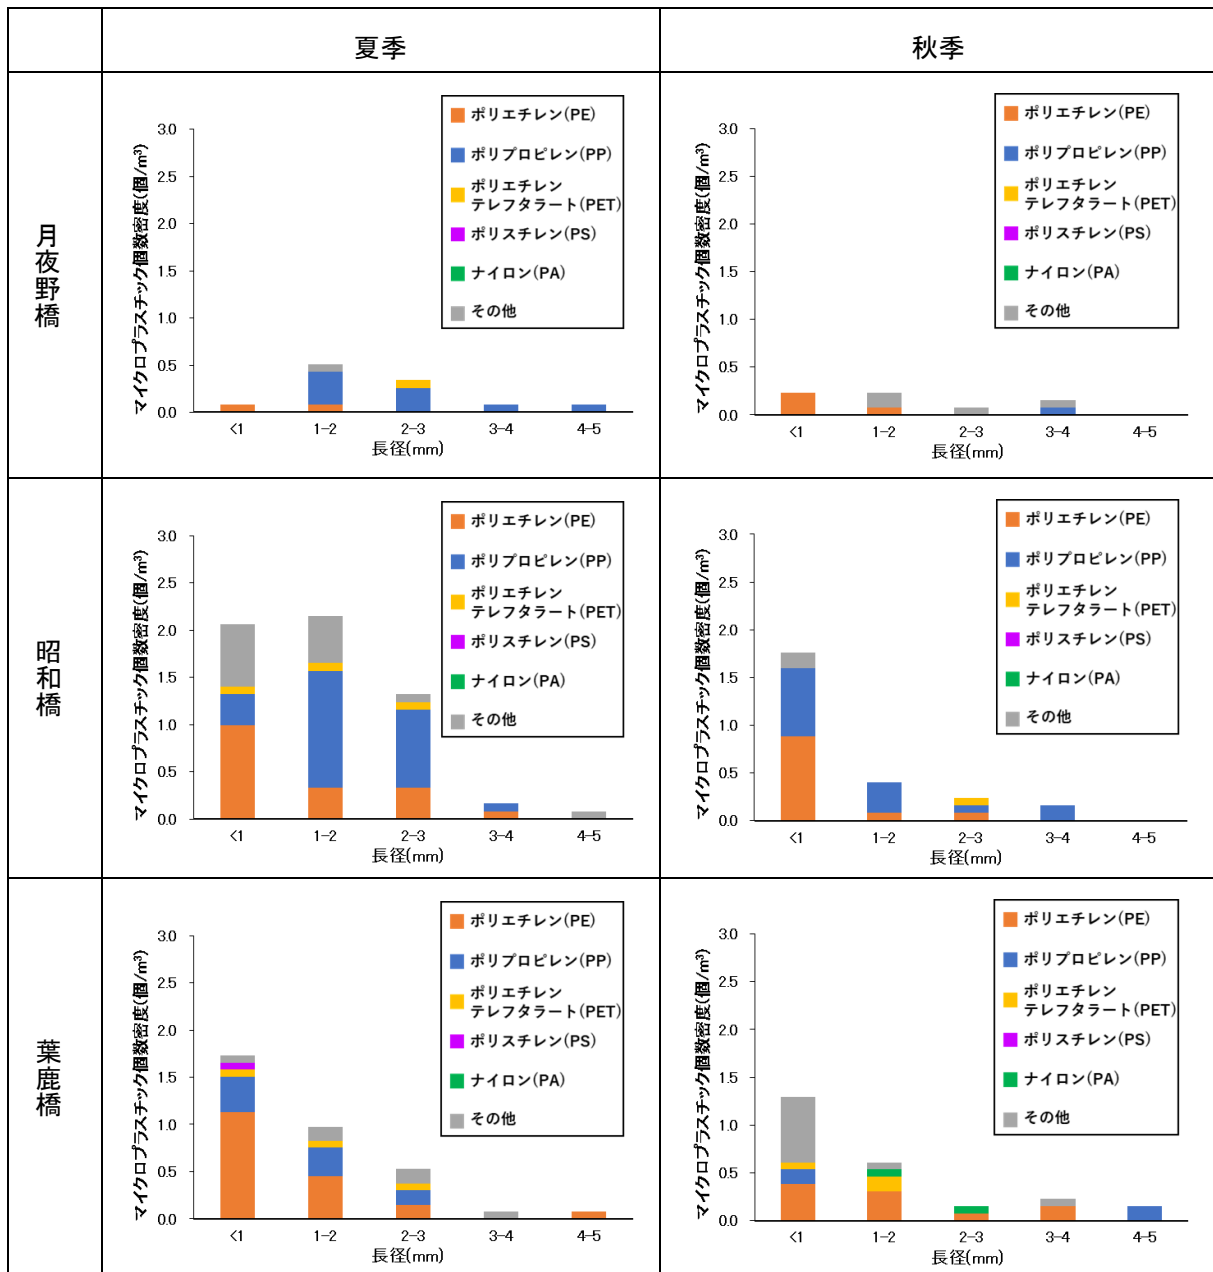 夏季
秋季
月夜野橋
マイクロプラスチック個数密度(個/m³)
3.0
2.5
2.0
1.5
1.0
0.5
0.0
<1
1-2
2-3
3-4
4-5
長径(mm)
ポリエチレン(PE)
ポリプロピレン(PP)
ポリエチレン
テレフタラート(PET)
ポリスチレン(PS)
ナイロン(PA)
その他
マイクロプラスチック個数密度(個/m³)
3.0
2.5
2.0
1.5
1.0
0.5
0.0
<1
1-2
2-3
3-4
4-5
長径(mm)
ポリエチレン(PE)
ポリプロピレン(PP)
ポリエチレン
テレフタラート(PET)
ポリスチレン(PS)
ナイロン(PA)
その他
昭和橋
マイクロプラスチック個数密度(個/m³)
3.0
2.5
2.0
1.5
1.0
0.5
0.0
<1
1-2
2-3
3-4
4-5
長径(mm)
ポリエチレン(PE)
ポリプロピレン(PP)
ポリエチレン
テレフタラート(PET)
ポリスチレン(PS)
ナイロン(PA)
その他
マイクロプラスチック個数密度(個/m³)
3.0
2.5
2.0
1.5
1.0
0.5
0.0
<1
1-2
2-3
3-4
4-5
長径(mm)
ポリエチレン(PE)
ポリプロピレン(PP)
ポリエチレン
テレフタラート(PET)
ポリスチレン(PS)
ナイロン(PA)
その他
葉鹿橋
マイクロプラスチック個数密度(個/m³)
3.0
2.5
2.0
1.5
1.0
0.5
0.0
<1
1-2
2-3
3-4
4-5
長径(mm)
ポリエチレン(PE)
ポリプロピレン(PP)
ポリエチレン
テレフタラート(PET)
ポリスチレン(PS)
ナイロン(PA)
その他
マイクロプラスチック個数密度(個/m³)
3.0
2.5
2.0
1.5
1.0
0.5
0.0
<1
1-2
2-3
3-4
4-5
長径(mm)
ポリエチレン(PE)
ポリプロピレン(PP)
ポリエチレン
テレフタラート(PET)
ポリスチレン(PS)
ナイロン(PA)
その他